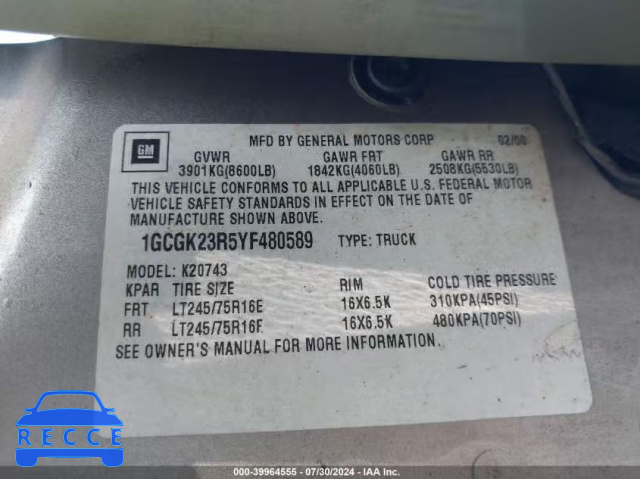 GM
MFD BY GENERAL MOTORS CORP 02/00
GVWR GAWR FRT GAWR RR
3901KG(8600LB) 1842KG(4060LB) 2508KG(5530LB)
THIS VEHICLE CONFORMS TO ALL APPLICABLE U.S. FEDERAL MOTOR
VEHICLE SAFETY STANDARDS IN EFFECT ON THE DATE OF
MANUFACTURE SHOWN ABOVE.
1GCGK23R5YF480589 TYPE: TRUCK
MODEL: K20743
KPAR TIRE SIZE RIM COLD TIRE PRESSURE
FRT LT245/75R16E 16X6.5K 310KPA(45PSI)
RR LT245/75R16E 16X6.5K 480KPA(70PSI)
SEE OWNER'S MANUAL FOR MORE INFORMATION.
RECCE
000-39964555 - 07/30/2024 - IAA Inc.